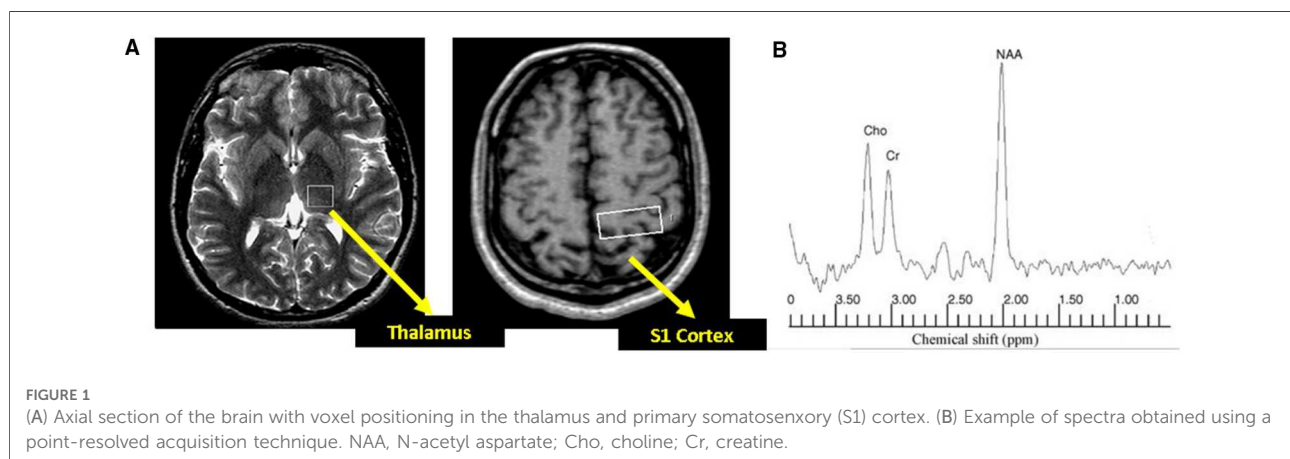 A
B
NAA
Cho
Cr
Thalamus
S1 Cortex
0 3.50 3.00 2.50 2.00 1.50 1.00
Chemical shift (ppm)
FIGURE 1
(A) Axial section of the brain with voxel positioning in the thalamus and primary somatosenxory (S1) cortex. (B) Example of spectra obtained using a
point-resolved acquisition technique. NAA, N-acetyl aspartate; Cho, choline; Cr, creatine.